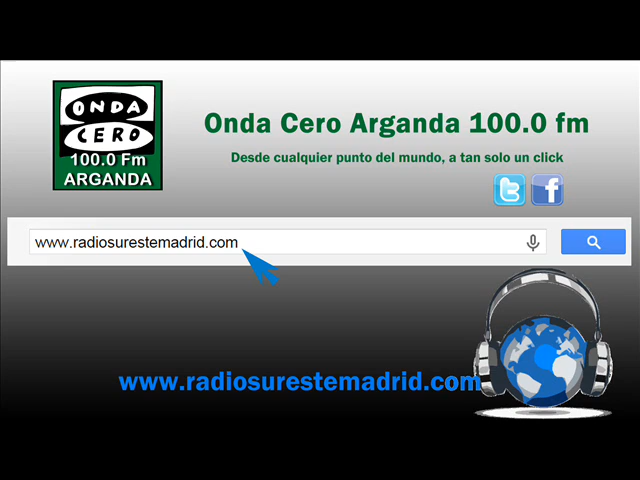 ONDA
CERO
100.0 Fm
ARGANDA
Onda Cero Arganda 100.0 fm
Desde cualquier punto del mundo, a tan solo un click
www.radiosurestemadrid.com
www.radiosurestemadrid.com